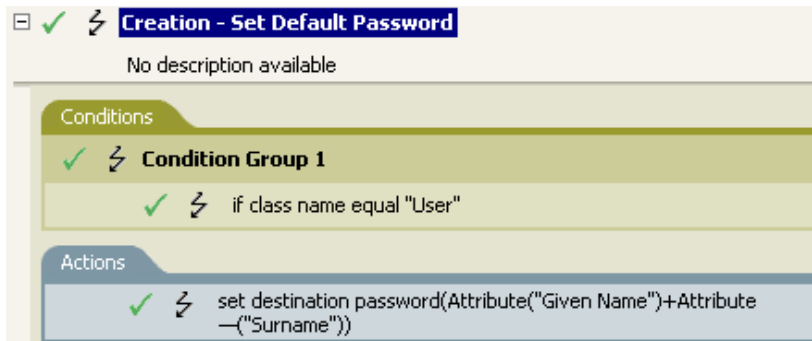 Creation - Set Default Password
No description available
Conditions
Condition Group 1
if class name equal "User"
Actions
set destination password(Attribute("Given Name")+Attribute
—("Surname"))